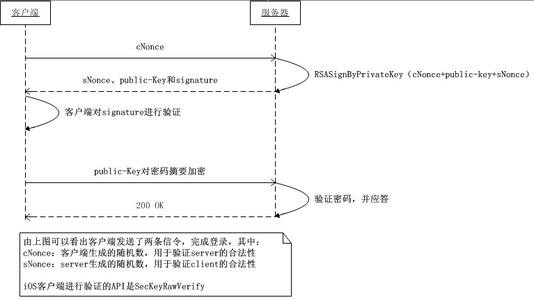 客户端
服务器
cNonce
RSASignByPrivateKey（cNonce+public-key+sNonce）
sNonce、public-Key和signature
客户端对signature进行验证
public-Key对密码摘要加密
验证密码，并应答
200 OK
由上图可以看出客户端发送了两条信令，完成登录，其中：
cNonce：客户端生成的随机数，用于验证server的合法性
sNonce：server生成的随机数，用于验证client的合法性
iOS客户端进行验证的API是SecKeyRawVerify